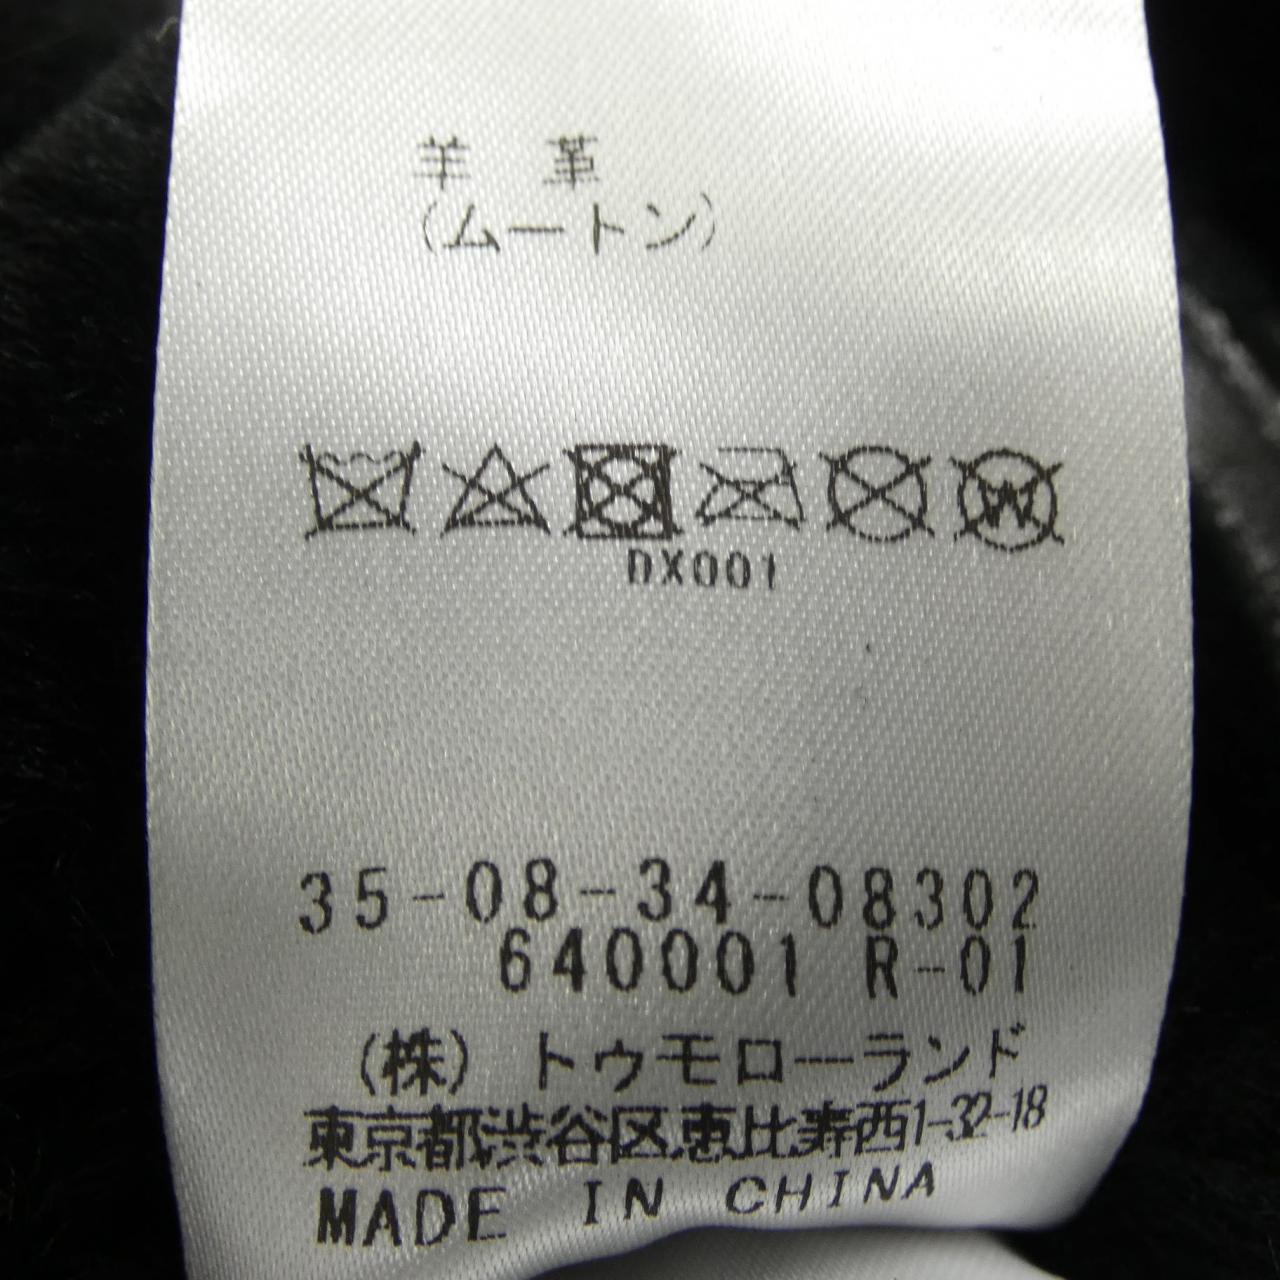 羊 革
(ムートン)
DX001
35-08-34-08302
640001 R-01
(株) トゥモローランド
東京都渋谷区恵比寿西1-32-18
MADE IN CHINA